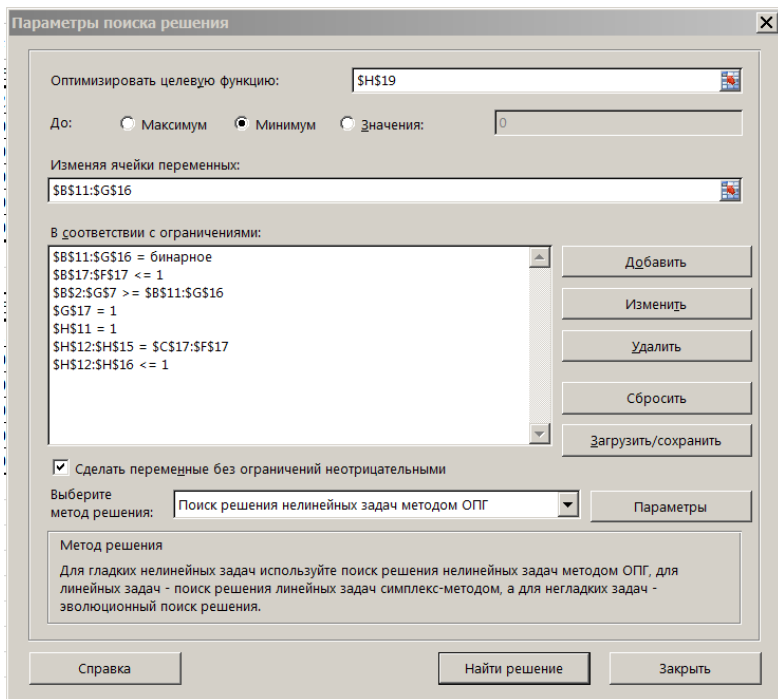 Параметры поиска решения
Оптимизировать целевую функцию: $H$19
До: Максимум Минимум Значения: 0
Изменяя ячейки переменных:
$B$11:$G$16
В соответствии с ограничениями:
$B$11:$G$16 = бинарное
$B$17:$F$17 <= 1
$B$2:$G$7 >= $B$11:$G$16
$G$17 = 1
$H$11 = 1
$H$12:$H$15 = $C$17:$F$17
$H$12:$H$16 <= 1
Добавить
Изменить
Удалить
Сбросить
Загрузить/сохранить
Сделать переменные без ограничений неотрицательными
Выберите
метод решения:
Поиск решения нелинейных задач методом ОПГ
Параметры
Метод решения
Для гладких нелинейных задач используйте поиск решения нелинейных задач методом ОПГ, для
линейных задач - поиск решения линейных задач симплекс-методом, а для негладких задач -
эволюционный поиск решения.
Справка Найти решение Закрыть